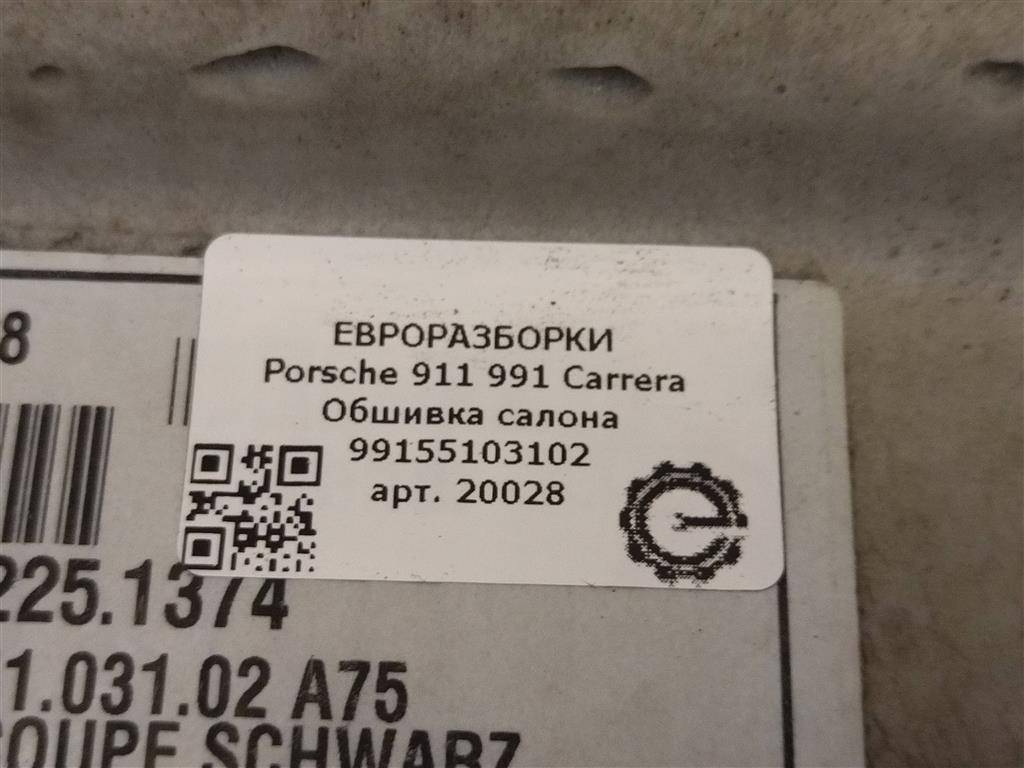 8
ЕВРОРАЗБОРКИ
Porsche 911 991 Carrera
Обшивка салона
99155103102
арт. 20028
225.1374
1.031.02 A75
COUPE SCHWARZ